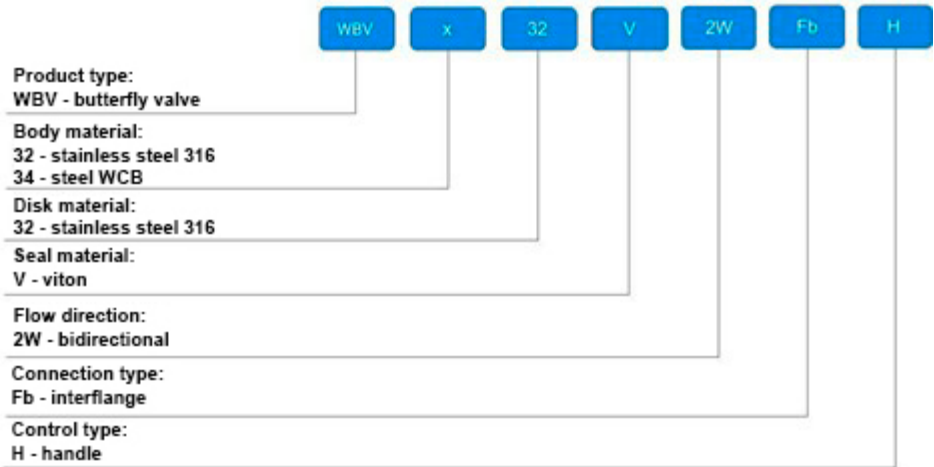 WBV x 32 V 2W Fb H
Product type:
WBV - butterfly valve
Body material:
32 - stainless steel 316
34 - steel WCB
Disk material:
32 - stainless steel 316
Seal material:
V - viton
Flow direction:
2W - bidirectional
Connection type:
Fb - interflange
Control type:
H - handle